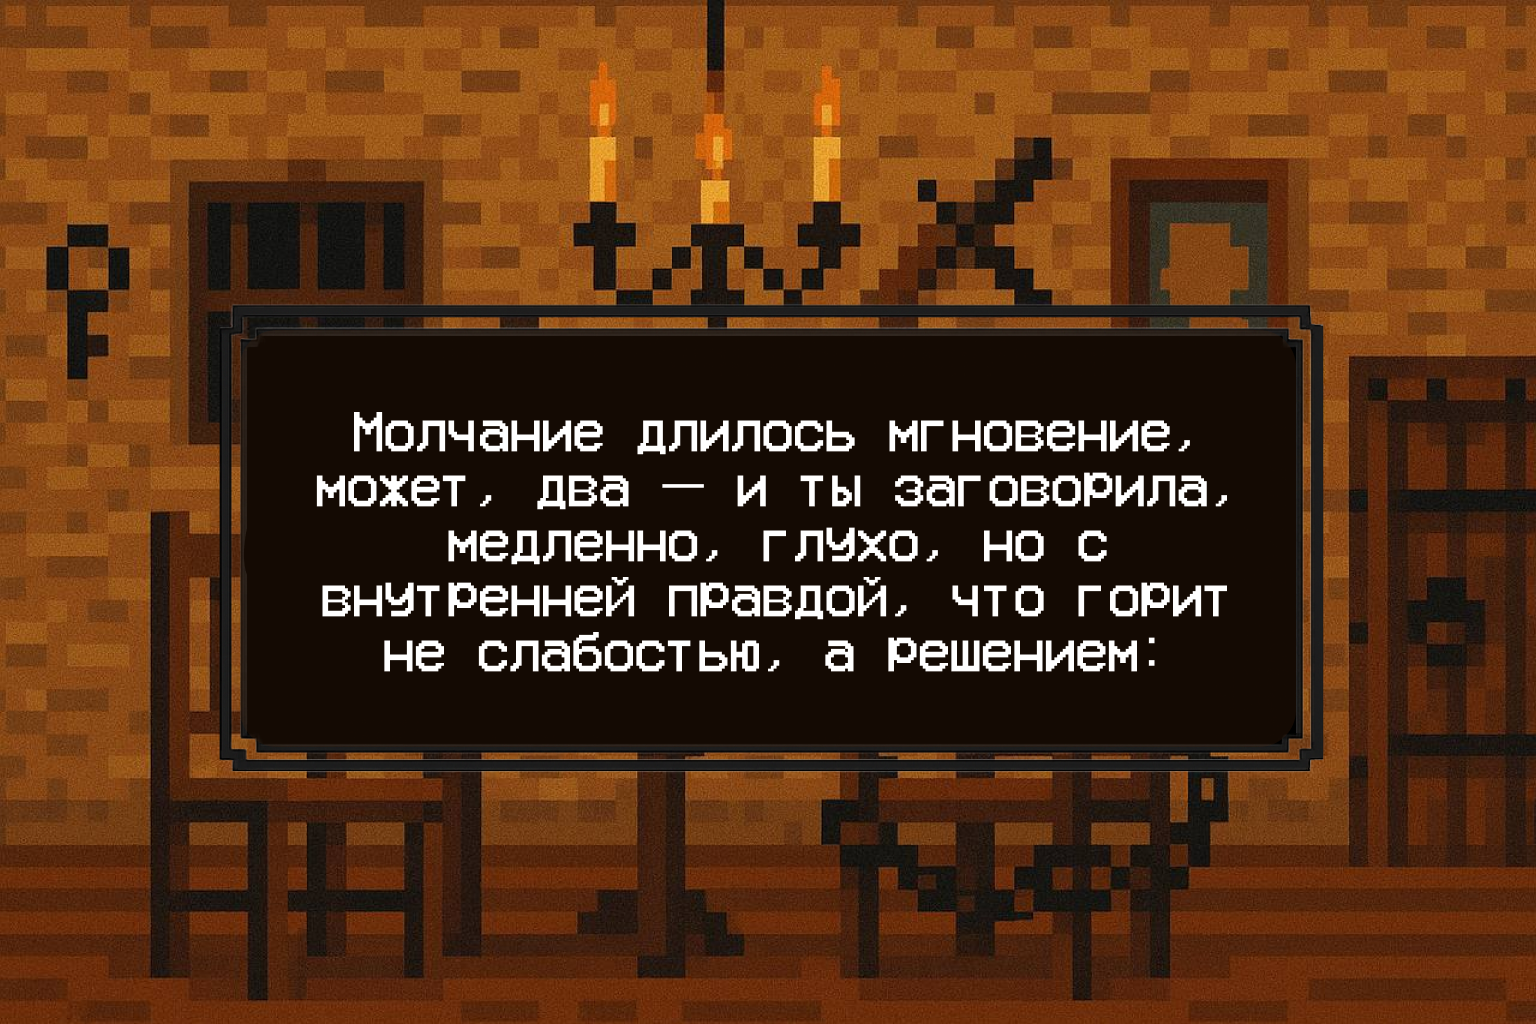 Молчание длилось мгновение,
может, два — и ты заговорила,
медленно, глухо, но с
внутренней правдой, что горит
не слабостью, а решением: